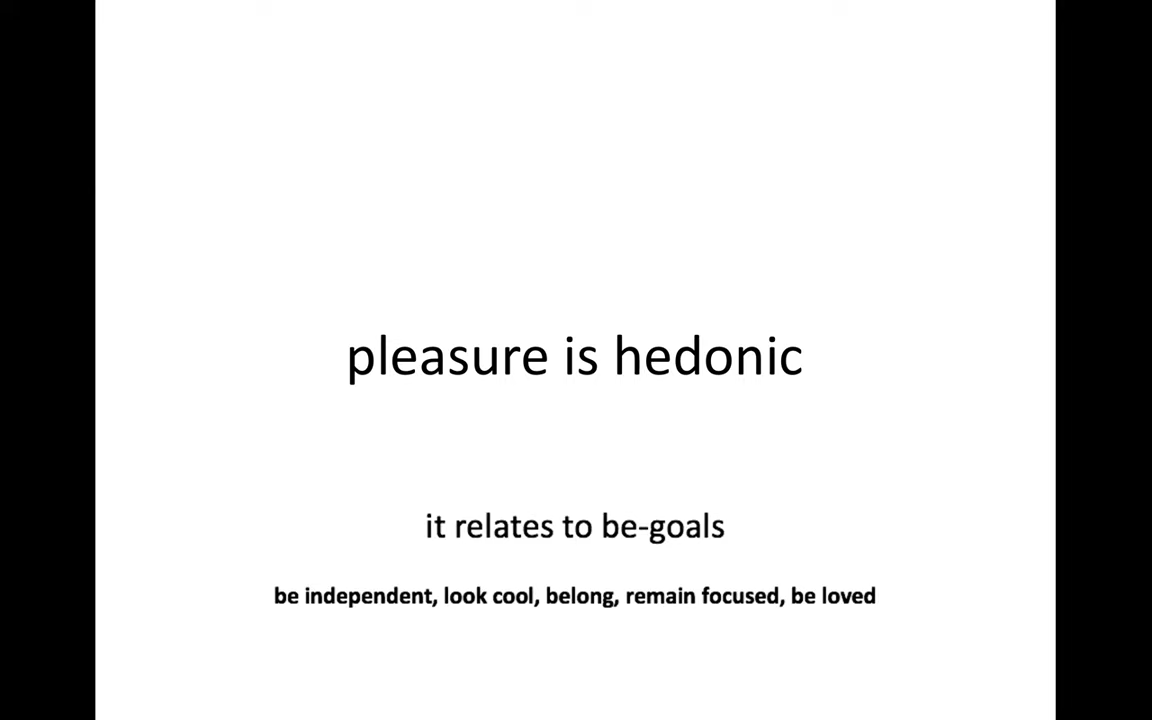 pleasure is hedonic
it relates to be-goals
be independent, look cool, belong, remain focused, be loved